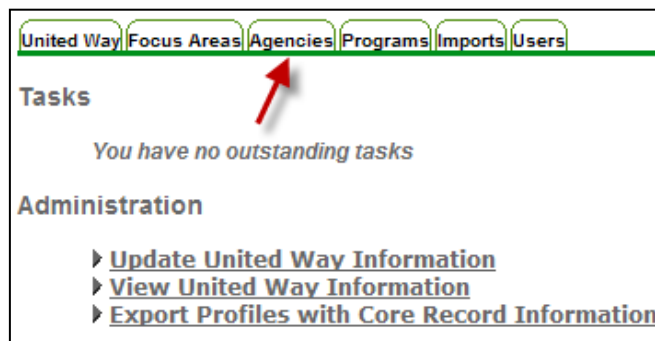 United Way Focus Areas Agencies Programs Imports Users
Tasks
You have no outstanding tasks
Administration
Update United Way Information
View United Way Information
Export Profiles with Core Record Information